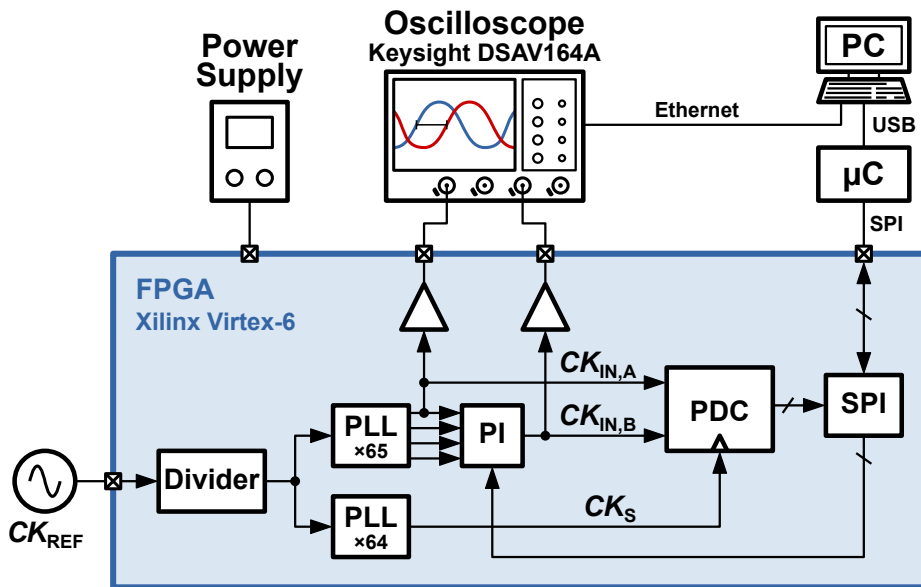 Power
Supply
Oscilloscope
Keysight DSAV164A
PC
Ethernet
USB
µC
SPI
FPGA
Xilinx Virtex-6
CK_IN,A
CK_IN,B
PLL
×65
PI
PDC
SPI
Divider
CK_REF
PLL
×64
CK_S